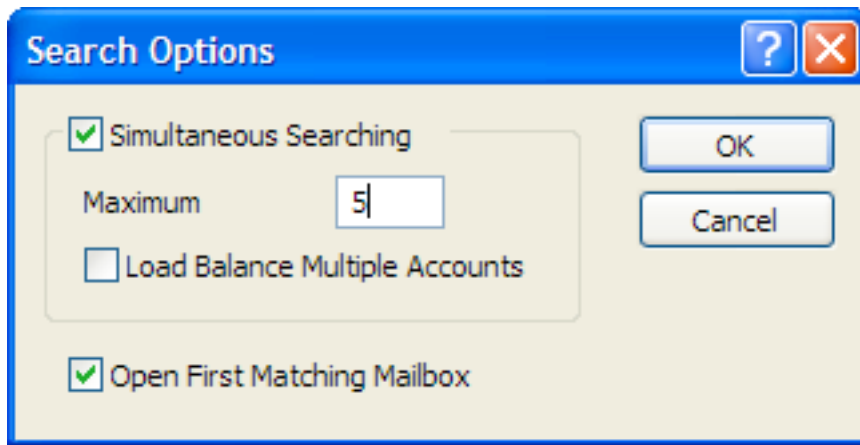 Search Options
?
Simultaneous Searching
OK
Maximum 5
Cancel
Load Balance Multiple Accounts
Open First Matching Mailbox